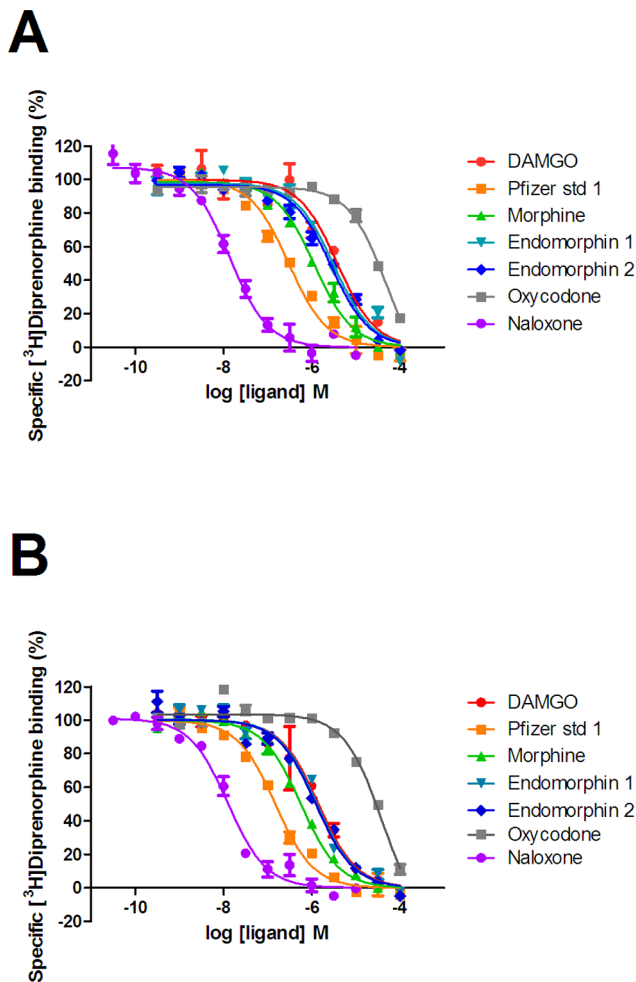 A
Specific [³H]Diprenorphine binding (%)
120
100
80
60
40
20
0
-20
-10
-8
-6
-4
log [ligand] M
DAMGO
Pfizer std 1
Morphine
Endomorphin 1
Endomorphin 2
Oxycodone
Naloxone
B
Specific [³H]Diprenorphine binding (%)
120
100
80
60
40
20
0
-20
-10
-8
-6
-4
log [ligand] M
DAMGO
Pfizer std 1
Morphine
Endomorphin 1
Endomorphin 2
Oxycodone
Naloxone